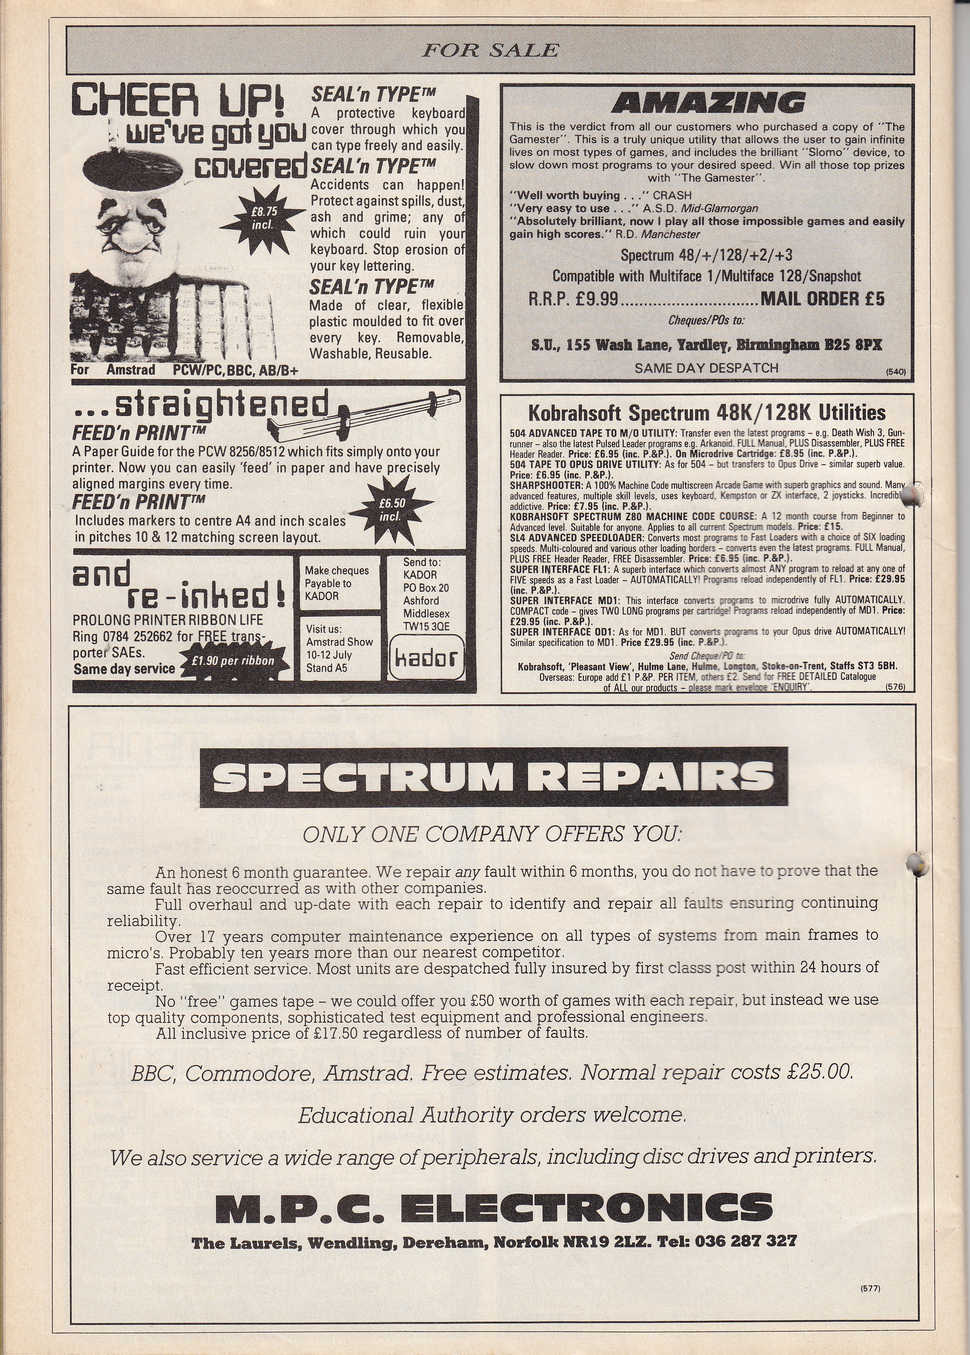 FOR SALE
CHEER UP!
we've got you
covered
£8.75
incl.
SEAL'n TYPE™
A protective keyboard
cover through which you
can type freely and easily.
SEAL'n TYPE™
Accidents can happen!
Protect against spills, dust,
ash and grime; any of
which could ruin your
keyboard. Stop erosion of
your key lettering.
SEAL'n TYPE™
Made of clear, flexible
plastic moulded to fit over
every key. Removable,
Washable, Reusable.
For Amstrad PCW/PC,BBC, AB/B+
...straightened
FEED'n PRINT™
A Paper Guide for the PCW 8256/8512 which fits simply onto your
printer. Now you can easily 'feed' in paper and have precisely
aligned margins every time.
FEED'n PRINT™
Includes markers to centre A4 and inch scales
in pitches 10 & 12 matching screen layout.
£6.50
incl.
and
re-inked!
PROLONG PRINTER RIBBON LIFE
Ring 0784 252662 for FREE trans-
porter SAEs.
Same day service
£1.90 per ribbon
Make cheques
Payable to
KADOR
Visit us:
Amstrad Show
10-12 July
Stand A5
Send to:
KADOR
PO Box 20
Ashford
Middlesex
TW15 3QE
kador
AMAZING
This is the verdict from all our customers who purchased a copy of "The
Gamester". This is a truly unique utility that allows the user to gain infinite
lives on most types of games, and includes the brilliant "Slomo" device, to
slow down most programs to your desired speed. Win all those top prizes
with "The Gamester".
"Well worth buying . . ." CRASH
"Very easy to use . . ." A.S.D. Mid-Glamorgan
"Absolutely brilliant, now I play all those impossible games and easily
gain high scores." R.D. Manchester
Spectrum 48/+/128/+2/+3
Compatible with Multiface 1/Multiface 128/Snapshot
R.R.P. £9.99..............................MAIL ORDER £5
Cheques/POs to:
S.U., 155 Wash Lane, Yardley, Birmingham B25 8PX
SAME DAY DESPATCH
(540)
Kobrahsoft Spectrum 48K/128K Utilities
504 ADVANCED TAPE TO M/O UTILITY: Transfer even the latest programs – e.g. Death Wish 3, Gun-
runner – also the latest Pulsed Leader programs e.g. Arkanoid. FULL Manual, PLUS Disassembler, PLUS FREE
Header Reader. Price: £6.95 (inc. P.&P.). On Microdrive Cartridge: £8.95 (inc. P.&P.).
504 TAPE TO OPUS DRIVE UTILITY: As for 504 – but transfers to Opus Drive – similar superb value.
Price: £6.95 (inc. P.&P.).
SHARPSHOOTER: A 100% Machine Code multiscreen Arcade Game with superb graphics and sound. Many
advanced features, multiple skill levels, uses keyboard, Kempston or ZX interface, 2 joysticks. Incredibly
addictive. Price: £7.95 (inc. P.&P.).
KOBRAHSOFT SPECTRUM Z80 MACHINE CODE COURSE: A 12 month course from Beginner to
Advanced level. Suitable for anyone. Applies to all current Spectrum models. Price: £15.
SL4 ADVANCED SPEEDLOADER: Converts most programs to Fast Loaders with a choice of SIX loading
speeds. Multi-coloured and various other loading borders – converts even the latest programs. FULL Manual,
PLUS FREE Header Reader, FREE Disassembler. Price: £6.95 (inc. P.&P.).
SUPER INTERFACE FL1: A superb interface which converts almost ANY program to reload at any one of
FIVE speeds as a Fast Loader – AUTOMATICALLY! Programs reload independently of FL1. Price: £29.95
(inc. P.&P.).
SUPER INTERFACE MD1: This interface converts programs to microdrive fully AUTOMATICALLY.
COMPACT code – gives TWO LONG programs per cartridge! Programs reload independently of MD1. Price:
£29.95 (inc. P.&P.).
SUPER INTERFACE OD1: As for MD1. BUT converts programs to your Opus drive AUTOMATICALLY!
Similar specification to MD1. Price £29.95 (inc. P.&P.).
Send Cheque/PO to:
Kobrahsoft, 'Pleasant View', Hulme Lane, Hulme, Longton, Stoke-on-Trent, Staffs ST3 5BH.
Overseas: Europe add £1 P.&P. PER ITEM, others £2. Send for FREE DETAILED Catalogue
of ALL our products – please mark envelope 'ENQUIRY'.
(576)
SPECTRUM REPAIRS
ONLY ONE COMPANY OFFERS YOU:
An honest 6 month guarantee. We repair any fault within 6 months, you do not have to prove that the
same fault has reoccurred as with other companies.
Full overhaul and up-date with each repair to identify and repair all faults ensuring continuing
reliability.
Over 17 years computer maintenance experience on all types of systems from main frames to
micro's. Probably ten years more than our nearest competitor.
Fast efficient service. Most units are despatched fully insured by first classs post within 24 hours of
receipt.
No "free" games tape – we could offer you £50 worth of games with each repair, but instead we use
top quality components, sophisticated test equipment and professional engineers.
All inclusive price of £17.50 regardless of number of faults.
BBC, Commodore, Amstrad. Free estimates. Normal repair costs £25.00.
Educational Authority orders welcome.
We also service a wide range of peripherals, including disc drives and printers.
M.P.C. ELECTRONICS
The Laurels, Wendling, Dereham, Norfolk NR19 2LZ. Tel: 036 287 327
(577)